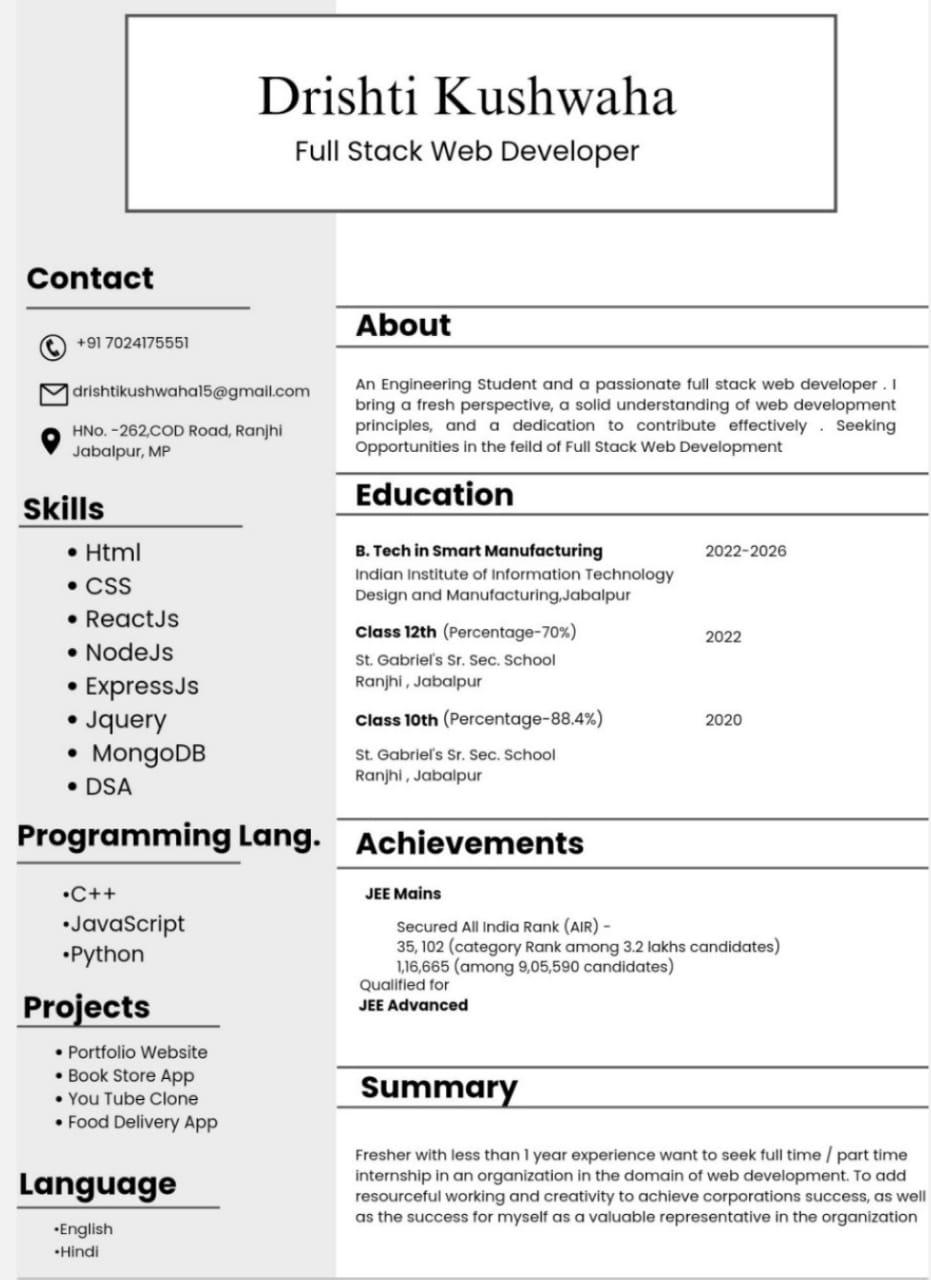 Drishti Kushwaha
Full Stack Web Developer
Contact
+91 7024175551
drishtikushwaha15@gmail.com
HNo. -262,COD Road, Ranjhi
Jabalpur, MP
Skills
• Html
• CSS
• ReactJs
• NodeJs
• ExpressJs
• Jquery
• MongoDB
• DSA
Programming Lang.
•C++
•JavaScript
•Python
Projects
• Portfolio Website
• Book Store App
• You Tube Clone
• Food Delivery App
Language
•English
•Hindi
About
An Engineering Student and a passionate full stack web developer . I
bring a fresh perspective, a solid understanding of web development
principles, and a dedication to contribute effectively . Seeking
Opportunities in the feild of Full Stack Web Development
Education
B. Tech in Smart Manufacturing 2022-2026
Indian Institute of Information Technology
Design and Manufacturing,Jabalpur
Class 12th (Percentage-70%) 2022
St. Gabriel's Sr. Sec. School
Ranjhi , Jabalpur
Class 10th (Percentage-88.4%) 2020
St. Gabriel's Sr. Sec. School
Ranjhi , Jabalpur
Achievements
JEE Mains
Secured All India Rank (AIR) -
35, 102 (category Rank among 3.2 lakhs candidates)
1,16,665 (among 9,05,590 candidates)
Qualified for
JEE Advanced
Summary
Fresher with less than 1 year experience want to seek full time / part time
internship in an organization in the domain of web development. To add
resourceful working and creativity to achieve corporations success, as well
as the success for myself as a valuable representative in the organization